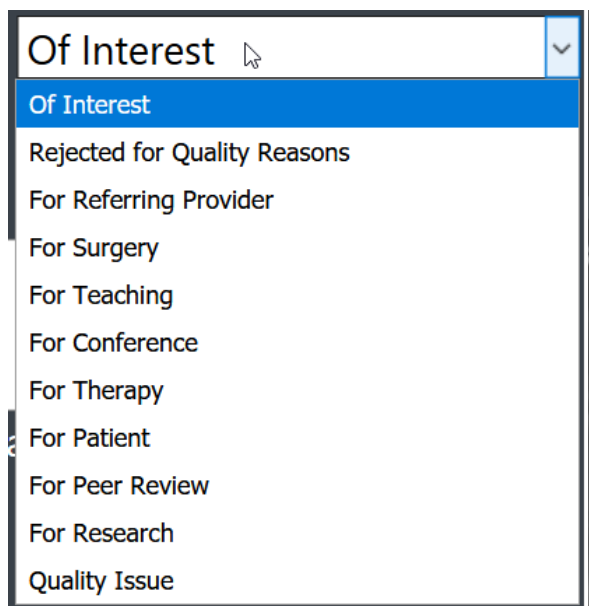 Of Interest
Of Interest
Rejected for Quality Reasons
For Referring Provider
For Surgery
For Teaching
For Conference
For Therapy
For Patient
For Peer Review
For Research
Quality Issue